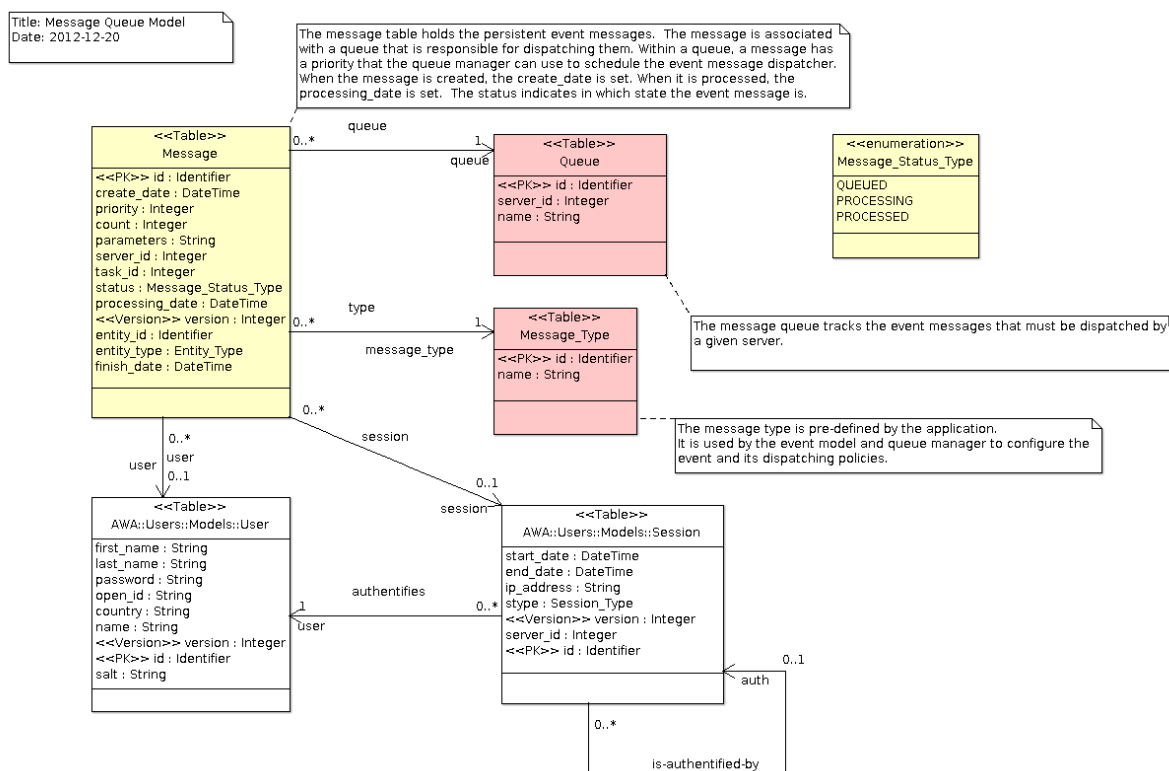 Title: Message Queue Model
Date: 2012-12-20
The message table holds the persistent event messages.  The message is associated
with a queue that is responsible for dispatching them. Within a queue, a message has
a priority that the queue manager can use to schedule the event message dispatcher.
When the message is created, the create_date is set. When it is processed, the
processing_date is set.  The status indicates in which state the event message is.
<<Table>>
Message
<<PK>> id : Identifier
create_date : DateTime
priority : Integer
count : Integer
parameters : String
server_id : Integer
task_id : Integer
status : Message_Status_Type
processing_date : DateTime
<<Version>> version : Integer
entity_id : Identifier
entity_type : Entity_Type
finish_date : DateTime
queue
0..*
1
queue
<<Table>>
Queue
<<PK>> id : Identifier
server_id : Integer
name : String
<<enumeration>>
Message_Status_Type
QUEUED
PROCESSING
PROCESSED
type
0..*
1
message_type
<<Table>>
Message_Type
<<PK>> id : Identifier
name : String
The message queue tracks the event messages that must be dispatched by
a given server.
The message type is pre-defined by the application.
It is used by the event model and queue manager to configure the
event and its dispatching policies.
0..*
session
0..1
session
0..*
user
user
0..1
<<Table>>
AWA::Users::Models::User
first_name : String
last_name : String
password : String
open_id : String
country : String
name : String
<<Version>> version : Integer
<<PK>> id : Identifier
salt : String
authentifies
1
0..*
user
<<Table>>
AWA::Users::Models::Session
start_date : DateTime
end_date : DateTime
ip_address : String
stype : Session_Type
<<Version>> version : Integer
server_id : Integer
<<PK>> id : Identifier
0..1
auth
0..*
is-authentified-by